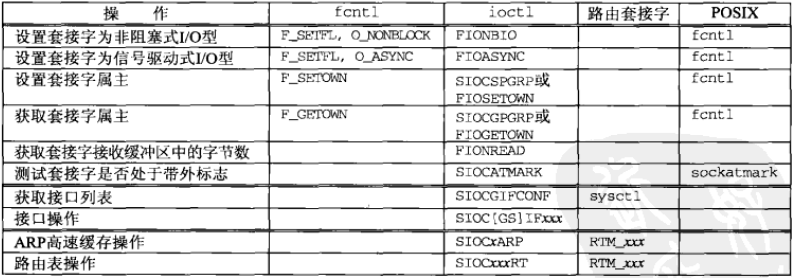 操 作 fcntl ioctl 路由套接字 POSIX
设置套接字为非阻塞式I/O型 F_SETFL, O_NONBLOCK FIONBIO fcntl
设置套接字为信号驱动式I/O型 F_SETFL, O_ASYNC FIOASYNC fcntl
设置套接字属主 F_SETOWN SIOCSPGRP或 fcntl
FIOSETOWN
获取套接字属主 F_GETOWN SIOCGPGRP或 fcntl
FIOGETOWN
获取套接字接收缓冲区中的字节数 FIONREAD
测试套接字是否处于带外标志 SIOCATMARK sockatmark
获取接口列表 SIOCGIFCONF sysctl
接口操作 SIOC[GS]IFxxx
ARP高速缓存操作 SIOCxARP RTM_xxx
路由表操作 SIOCxxxRT RTM_xxx